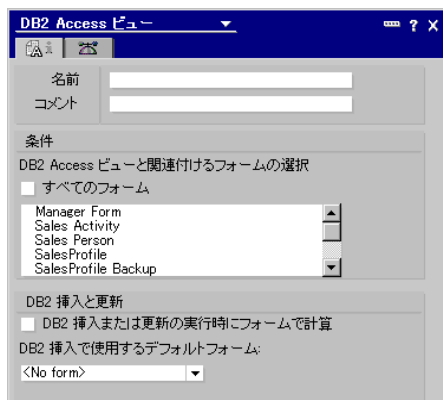 DB2 Access ビュー
? X
i
名前
コメント
条件
DB2 Access ビューと関連付けるフォームの選択
すべてのフォーム
Manager Form
Sales Activity
Sales Person
SalesProfile
SalesProfile Backup
DB2 挿入と更新
DB2 挿入または更新の実行時にフォームで計算
DB2 挿入で使用するデフォルトフォーム:
<No form>